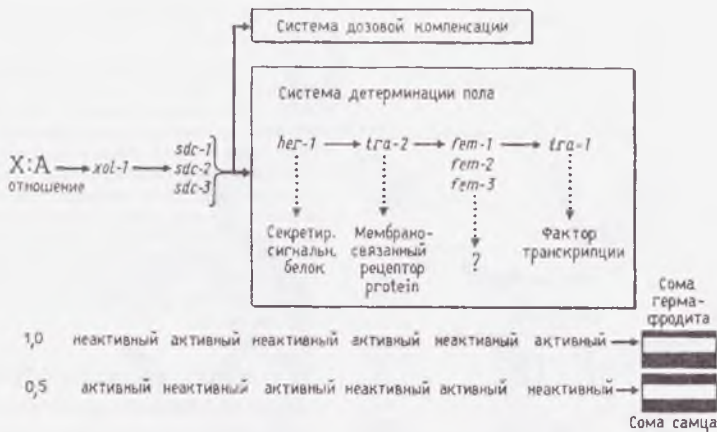 Система дозовой компенсации
Система детерминации пола
X:A
отношение
xol-1
sdc-1
sdc-2
sdc-3
her-1
tra-2
fem-1
fem-2
fem-3
tra-1
Секретир.
сигнальн.
белок
Мембрано-
связанный
рецептор
protein
?
Фактор
транскрипции
Сома
герма-
фродита
1,0 неактивный активный неактивный активный неактивный активный
0,5 активный неактивный активный неактивный активный неактивный
Сома самца